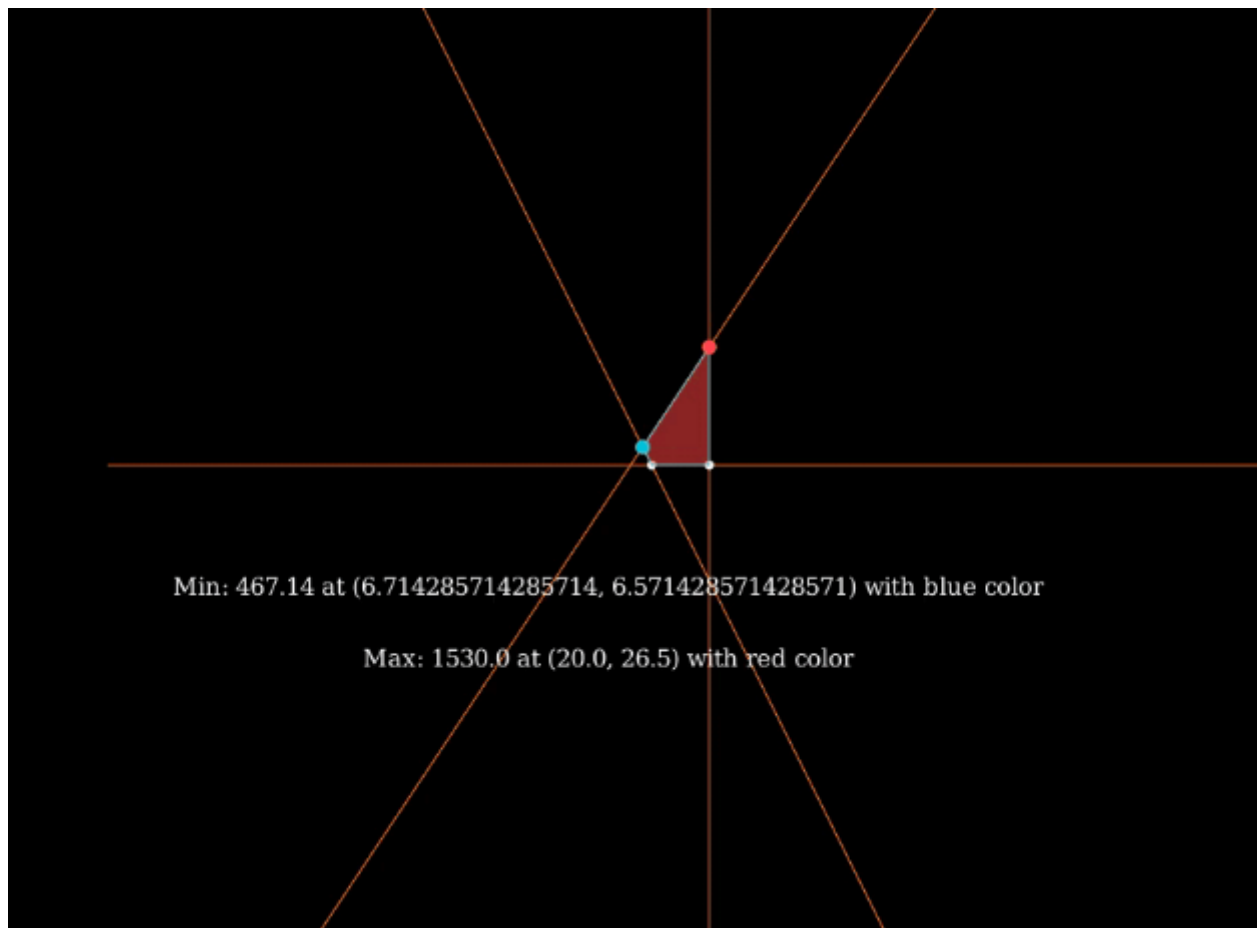 Min: 467.14 at (6.714285714285714, 6.571428571428571) with blue color
Max: 1530.0 at (20.0, 26.5) with red color